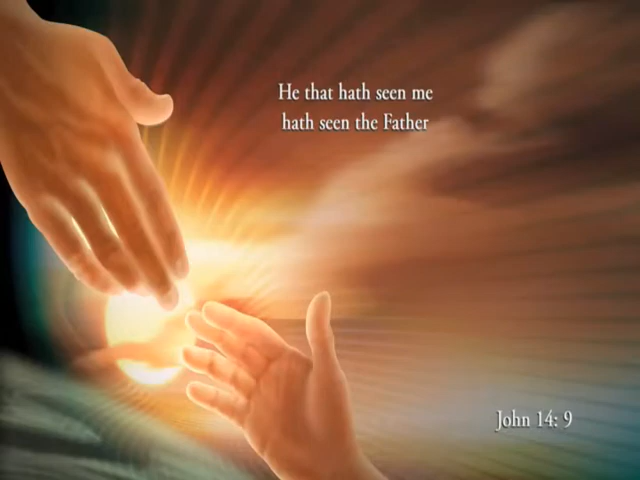 He that hath seen me
hath seen the Father
John 14: 9